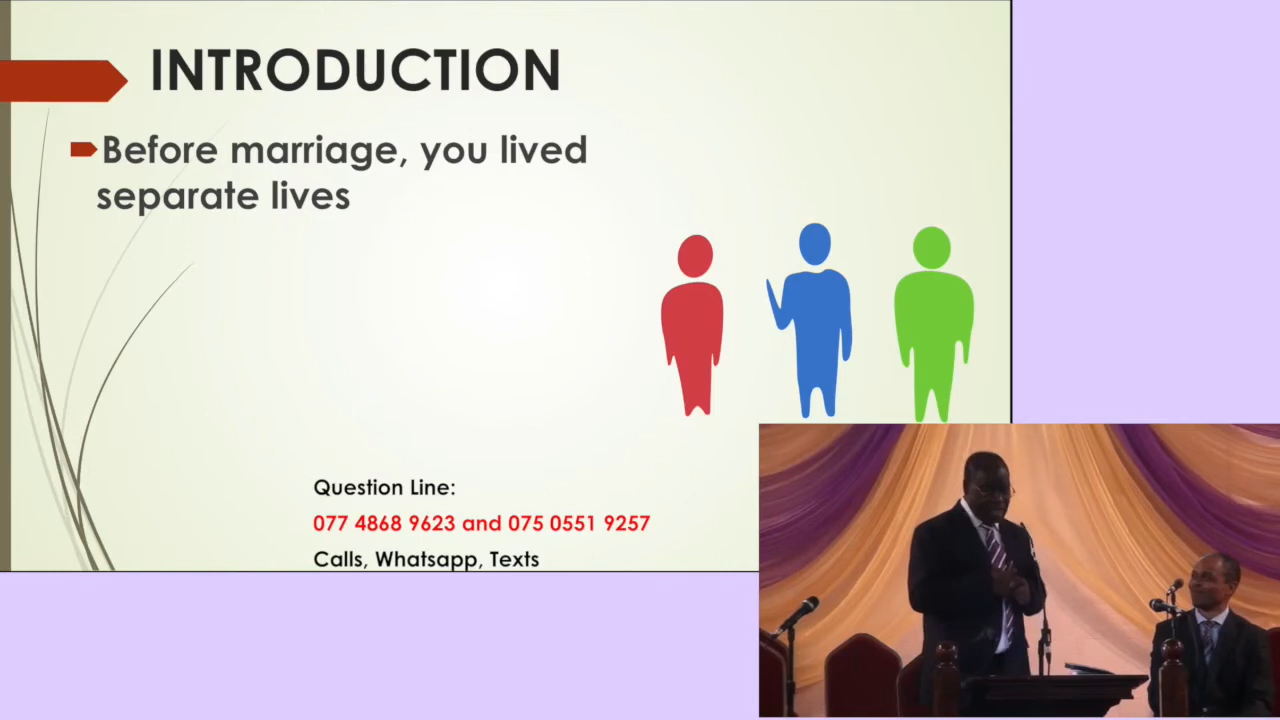 INTRODUCTION
Before marriage, you lived
separate lives
Question Line:
077 4868 9623 and 075 0551 9257
Calls, Whatsapp, Texts